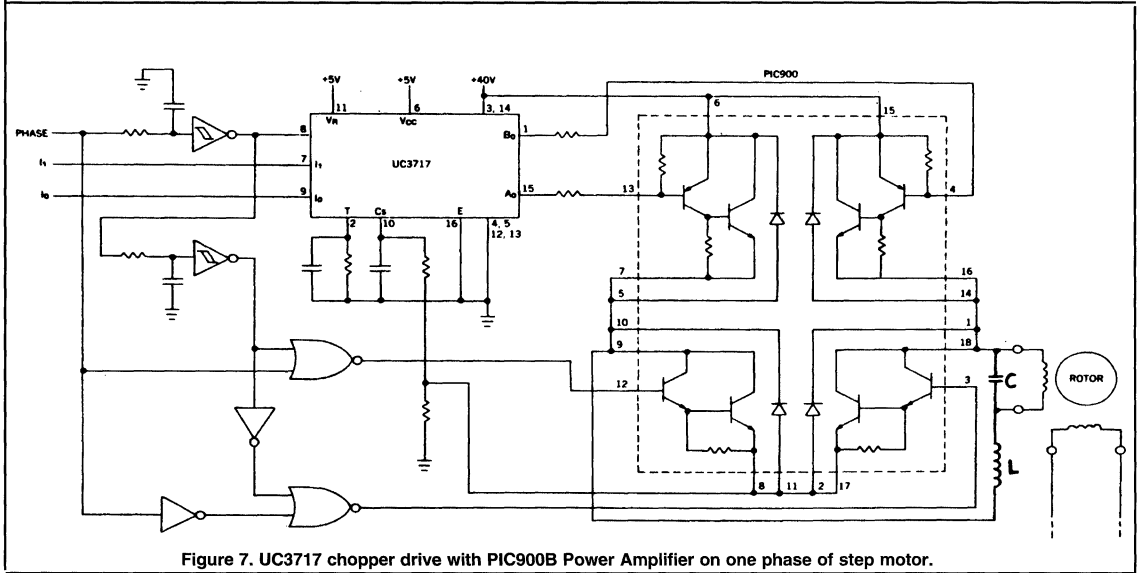 PIC900
+5V +5V +40V
11 6 3, 14 6 15
VR VCC
PHASE 8 BO 1
I1 7 I1 UC3717
I0 9 I0 AO 15 13 4
T CS E
2 10 16 4, 5
12, 13
7 16
5 14
10 1
9 18
12 3
C ROTOR
L
8 11 2 17
Figure 7. UC3717 chopper drive with PIC900B Power Amplifier on one phase of step motor.